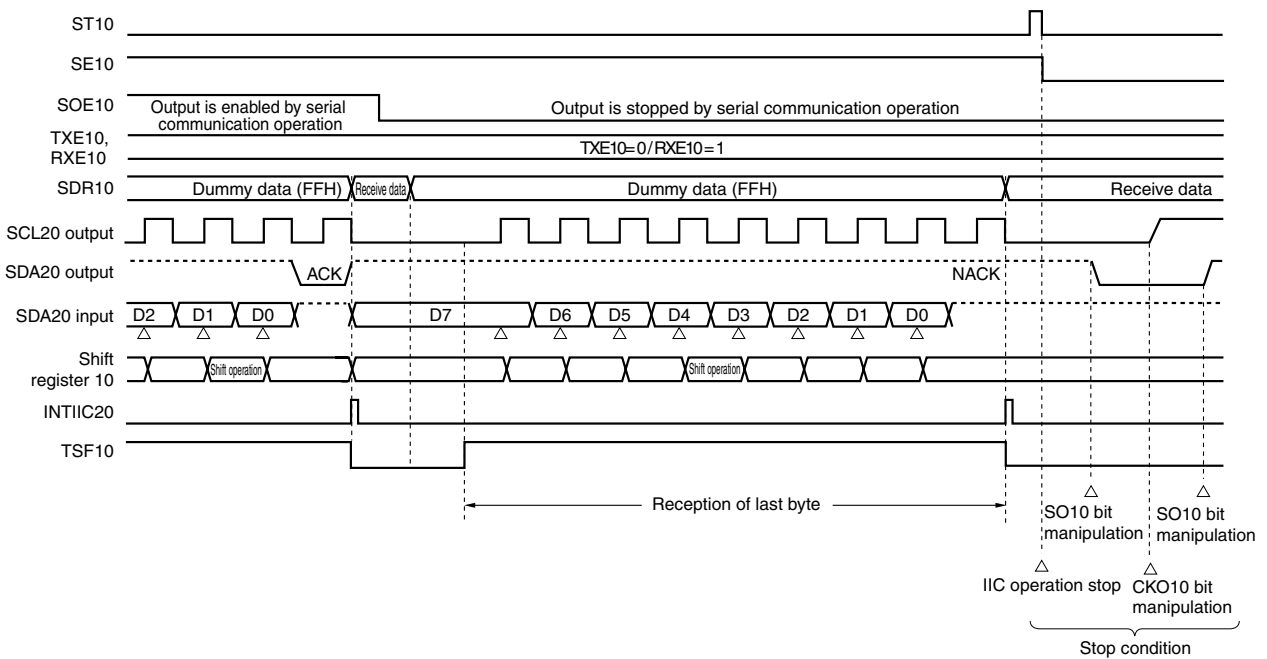 ST10
SE10
SOE10
Output is enabled by serial
communication operation
Output is stopped by serial communication operation
TXE10,
RXE10
TXE10=0/RXE10=1
SDR10
Dummy data (FFH)
Receive data
Dummy data (FFH)
Receive data
SCL20 output
SDA20 output
ACK
NACK
SDA20 input
D2
D1
D0
D7
D6
D5
D4
D3
D2
D1
D0
Shift
register 10
Shift operation
Shift operation
INTIIC20
TSF10
Reception of last byte
SO10 bit
manipulation
SO10 bit
manipulation
IIC operation stop
CKO10 bit
manipulation
Stop condition